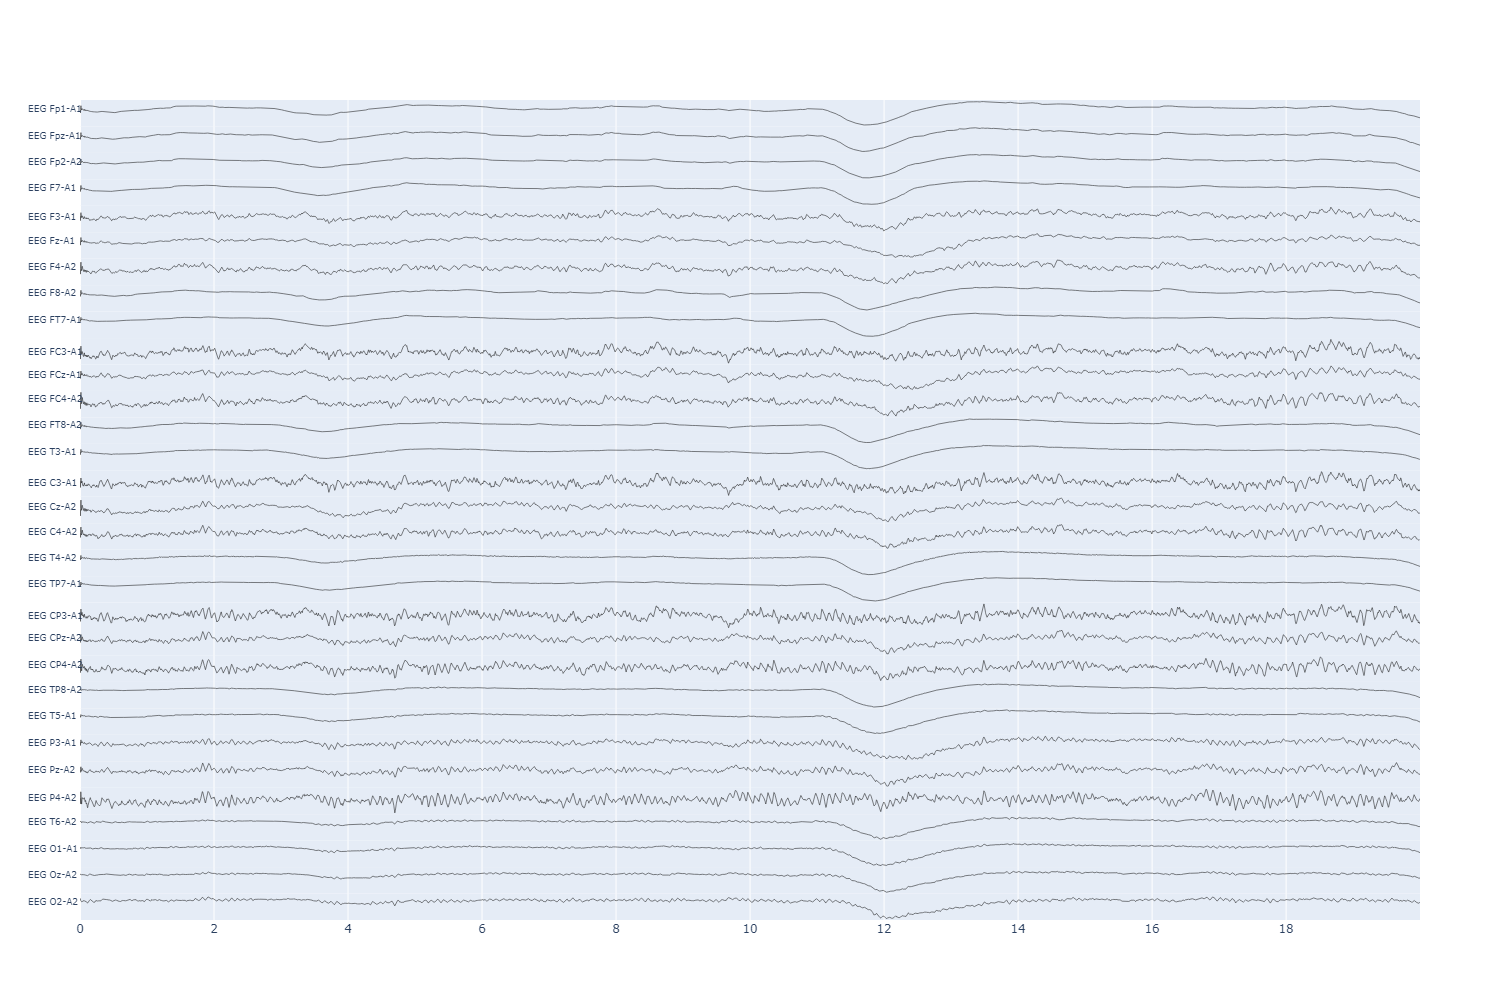 EEG Fp1-A1
EEG Fpz-A1
EEG Fp2-A2
EEG F7-A1
EEG F3-A1
EEG Fz-A1
EEG F4-A2
EEG F8-A2
EEG FT7-A1
EEG FC3-A1
EEG FCz-A1
EEG FC4-A2
EEG FT8-A2
EEG T3-A1
EEG C3-A1
EEG Cz-A2
EEG C4-A2
EEG T4-A2
EEG TP7-A1
EEG CP3-A1
EEG CPz-A2
EEG CP4-A2
EEG TP8-A2
EEG T5-A1
EEG P3-A1
EEG Pz-A2
EEG P4-A2
EEG T6-A2
EEG O1-A1
EEG Oz-A2
EEG O2-A2
0 2 4 6 8 10 12 14 16 18